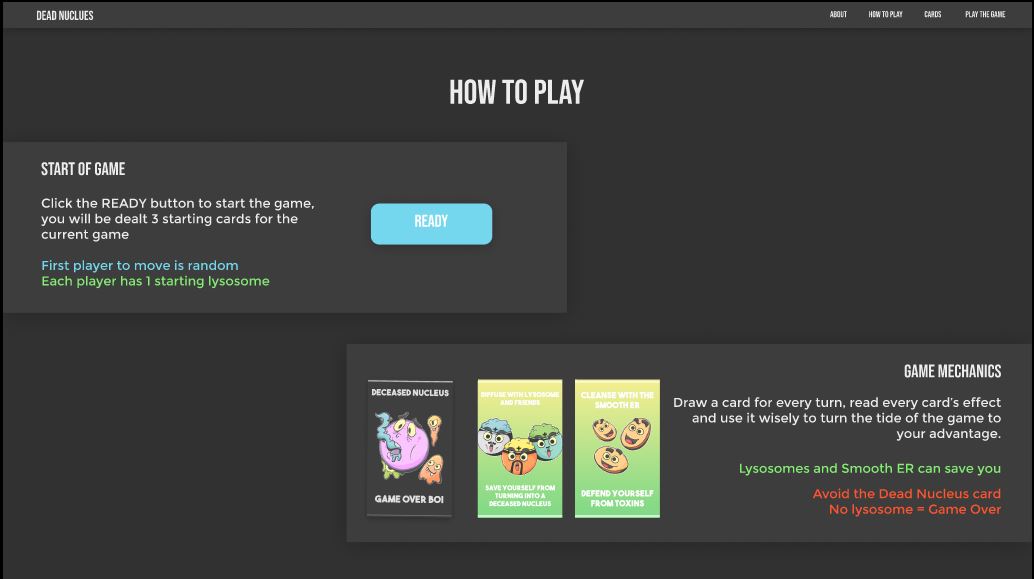 DEAD NUCLUES
ABOUT
HOW TO PLAY
CARDS
PLAY THE GAME
HOW TO PLAY
START OF GAME
Click the READY button to start the game,
you will be dealt 3 starting cards for the
current game
First player to move is random
Each player has 1 starting lysosome
READY
DECEASED NUCLEUS
GAME OVER BOI
DIFFUSE WITH LYSOSOME
AND FRIENDS
SAVE YOURSELF FROM
TURNING INTO A
DECEASED NUCLEUS
CLEANSE WITH THE
SMOOTH ER
DEFEND YOURSELF
FROM TOXINS
GAME MECHANICS
Draw a card for every turn, read every card's effect
and use it wisely to turn the tide of the game to
your advantage.
Lysosomes and Smooth ER can save you
Avoid the Dead Nucleus card
No lysosome = Game Over